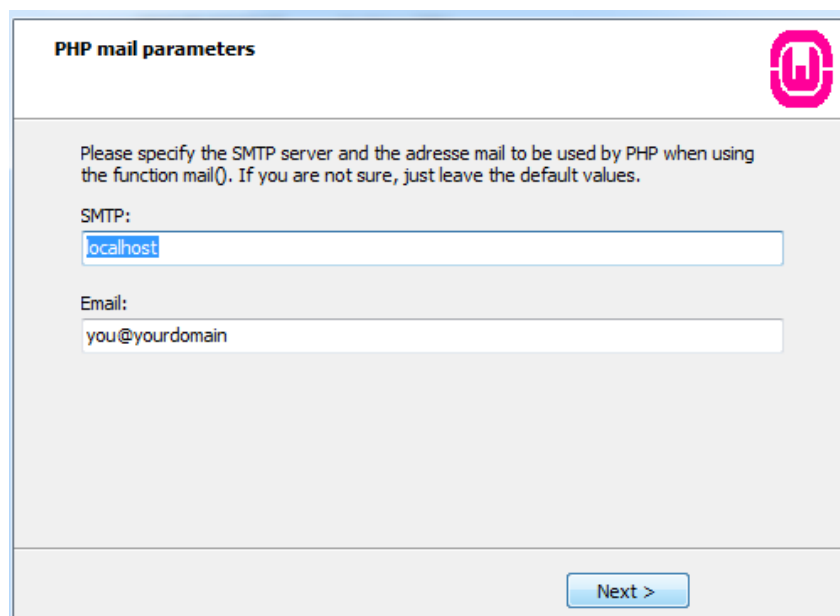 PHP mail parameters
W
Please specify the SMTP server and the adresse mail to be used by PHP when using
the function mail(). If you are not sure, just leave the default values.
SMTP:
localhost
Email:
you@yourdomain
Next >